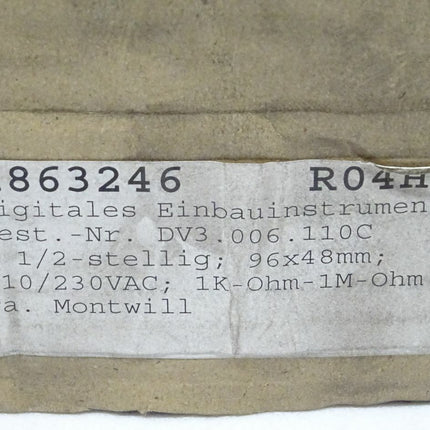 863246 R04H
igitales Einbauinstrumen
est.-Nr. DV3.006.110C
1/2-stellig; 96x48mm;
10/230VAC; 1K-Ohm-1M-Ohm
a. Montwill